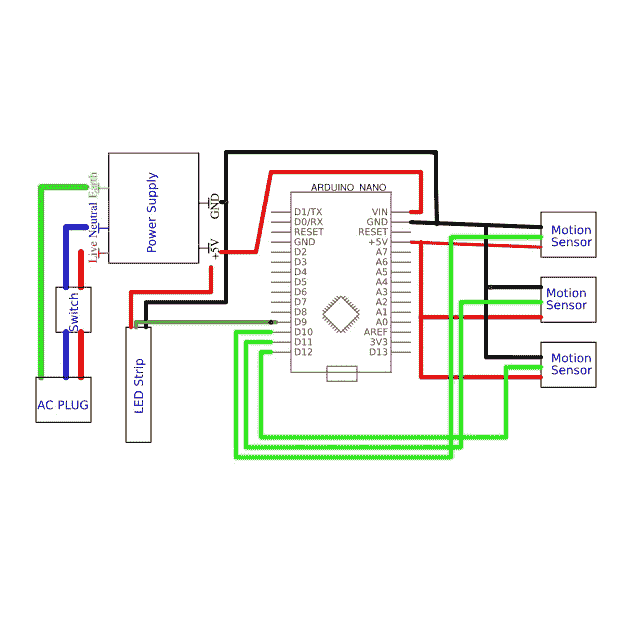 Power Supply
Earth
Neutral
Live
GND
+5V
Switch
AC PLUG
LED Strip
ARDUINO NANO
D1/TX
D0/RX
RESET
GND
D2
D3
D4
D5
D6
D7
D8
D9
D10
D11
D12
VIN
GND
RESET
+5V
A7
A6
A5
A4
A3
A2
A1
A0
AREF
3V3
D13
Motion
Sensor
Motion
Sensor
Motion
Sensor